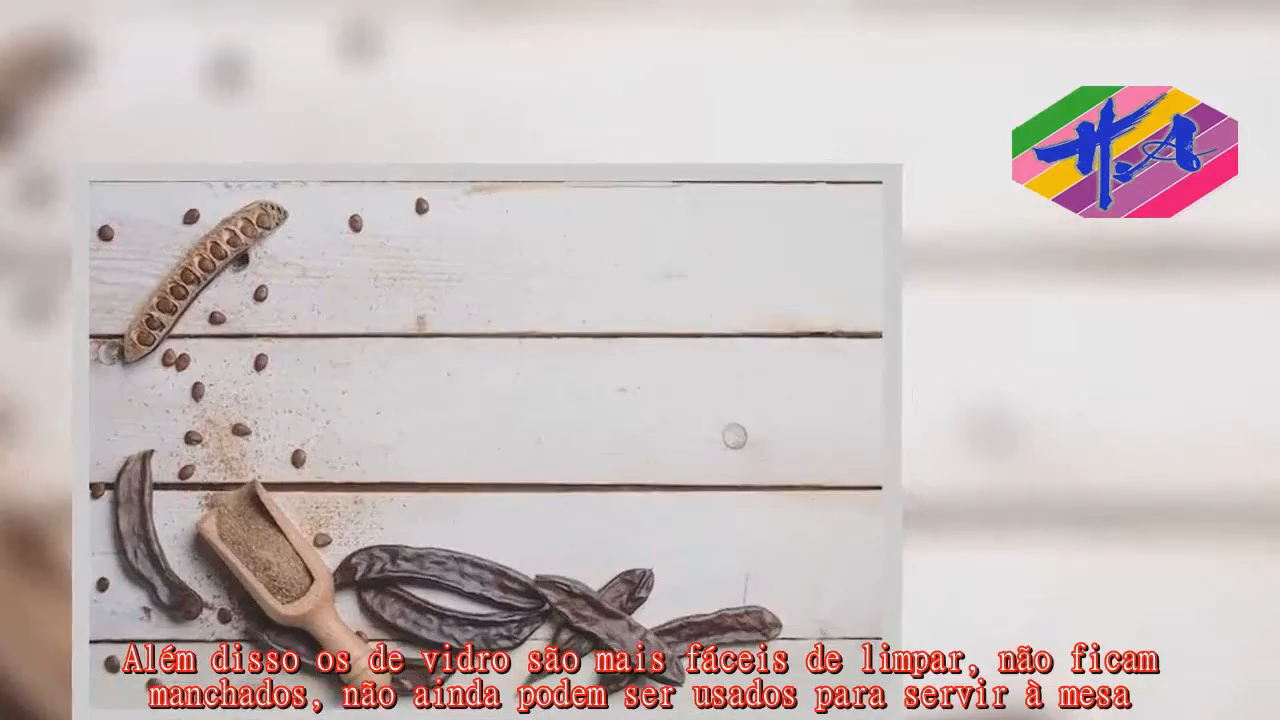 H.A
Além disso os de vidro são mais fáceis de limpar, não ficam
manchados, não ainda podem ser usados para servir à mesa